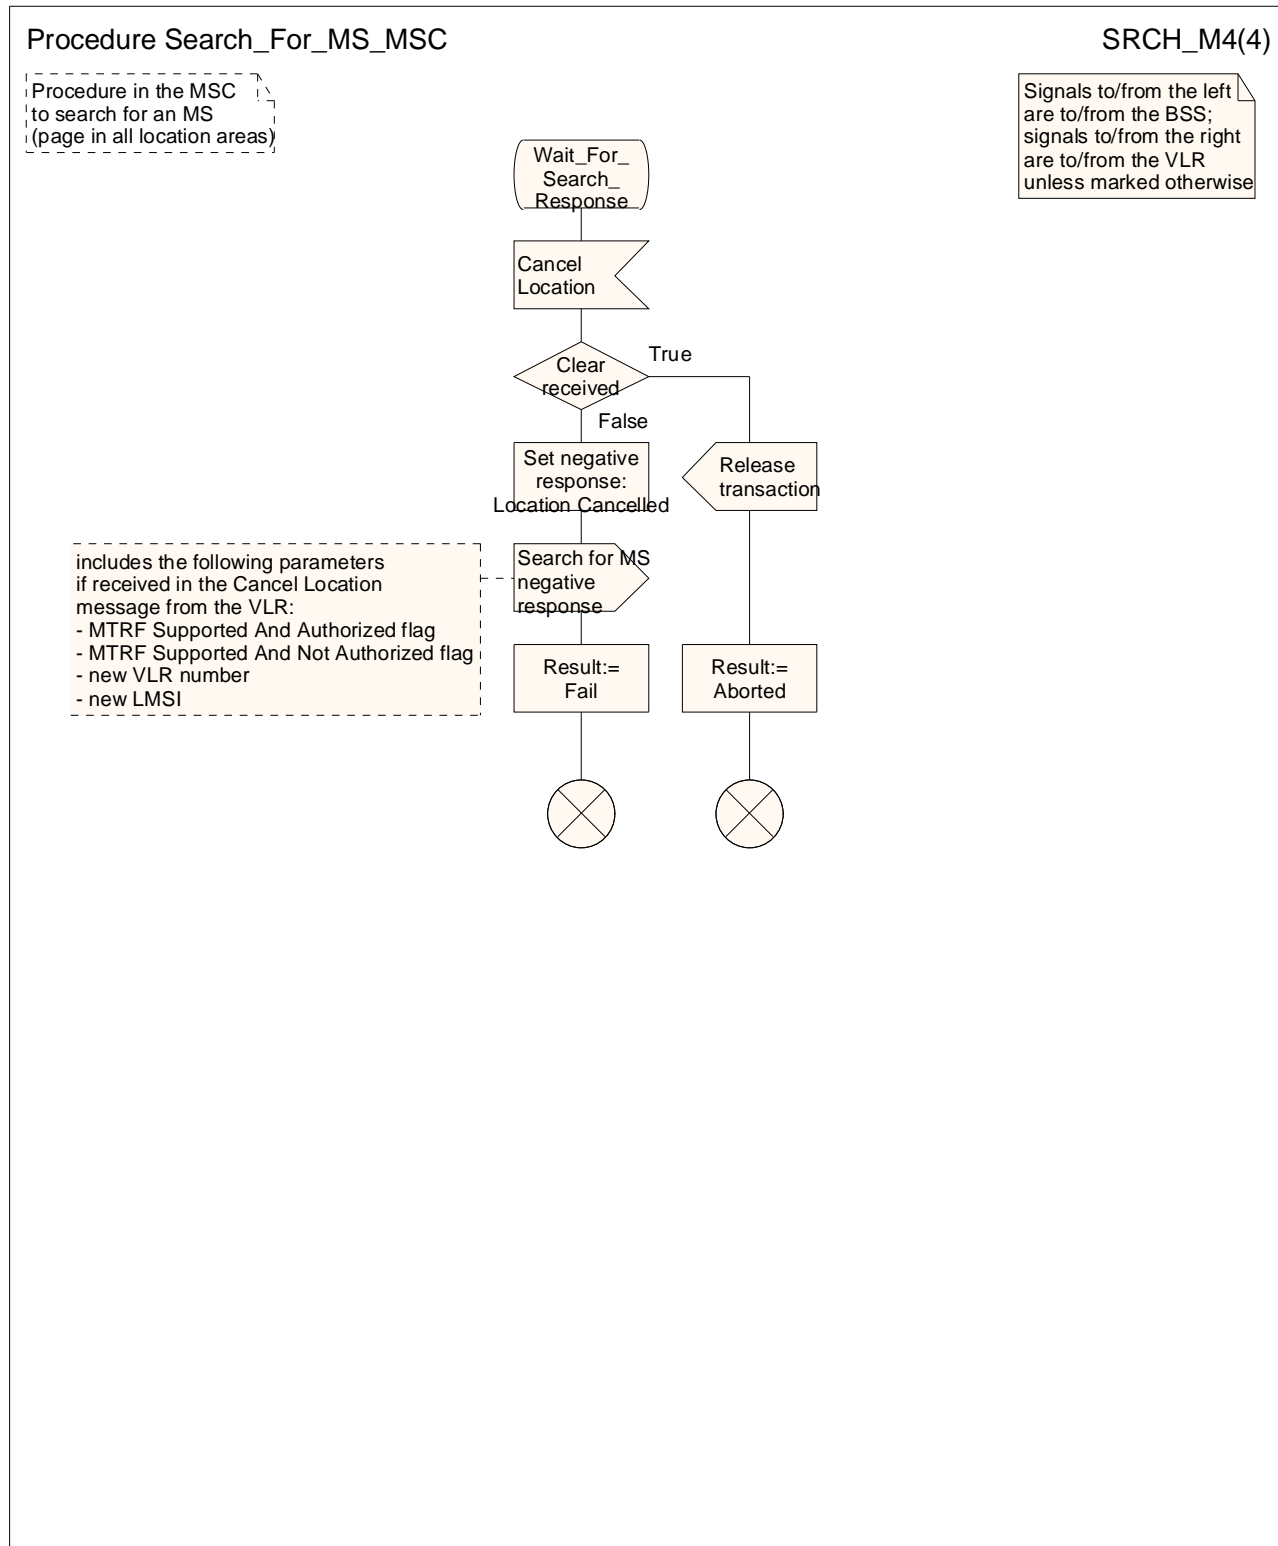 Procedure Search_For_MS_MSC
SRCH_M4(4)
Procedure in the MSC
to search for an MS
(page in all location areas)
Signals to/from the left
are to/from the BSS;
signals to/from the right
are to/from the VLR
unless marked otherwise
Wait_For_
Search_
Response
Cancel
Location
Clear
received
True
False
Set negative
response:
Location Cancelled
Release
transaction
includes the following parameters
if received in the Cancel Location
message from the VLR:
- MTRF Supported And Authorized flag
- MTRF Supported And Not Authorized flag
- new VLR number
- new LMSI
Search for MS
negative
response
Result:=
Fail
Result:=
Aborted